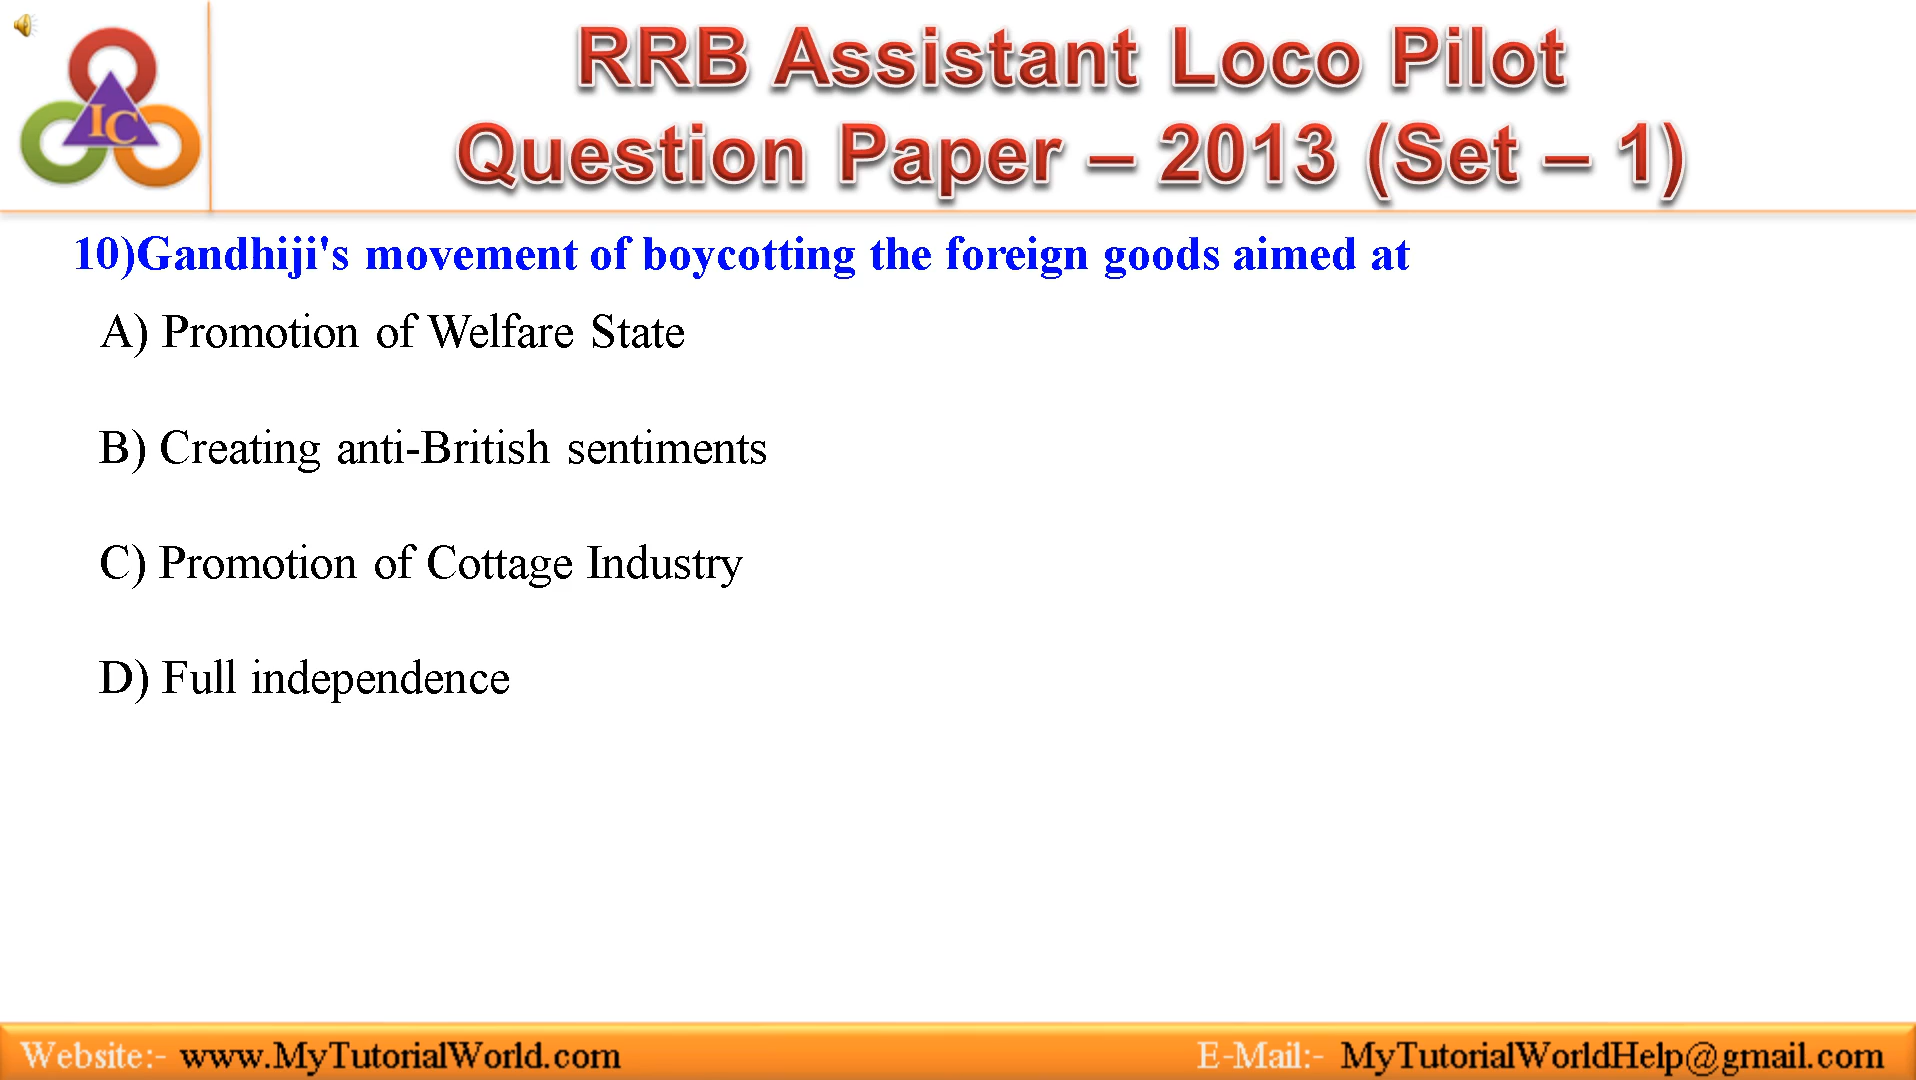 RRB Assistant Loco Pilot
Question Paper – 2013 (Set – 1)
IC
10)Gandhiji's movement of boycotting the foreign goods aimed at
A) Promotion of Welfare State
B) Creating anti-British sentiments
C) Promotion of Cottage Industry
D) Full independence
Website:- www.MyTutorialWorld.com E-Mail:- MyTutorialWorldHelp@gmail.com